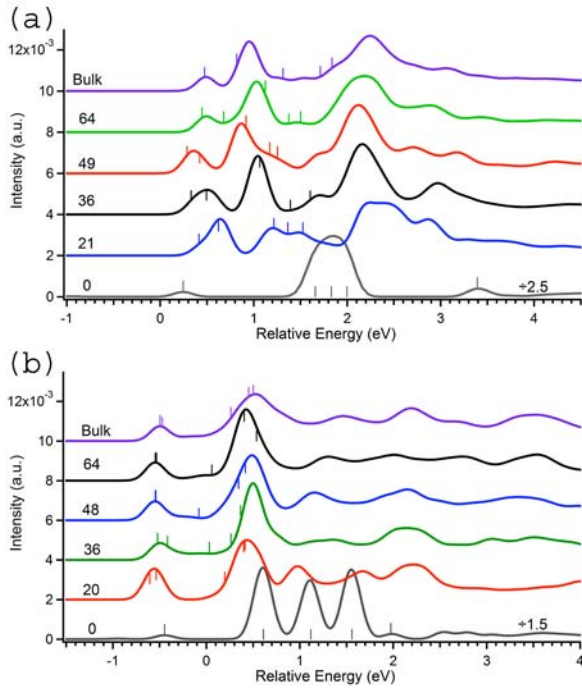 (a)
12x10⁻³
Bulk
10
64
8
49
6
36
4
21
2
0
0
÷2.5
Intensity (a.u.)
-1 0 1 2 3 4
Relative Energy (eV)
(b)
12x10⁻³
Bulk
10
64
8
48
6
36
4
20
2
0
0
÷1.5
Intensity (a.u.)
-1 0 1 2 3 4
Relative Energy (eV)